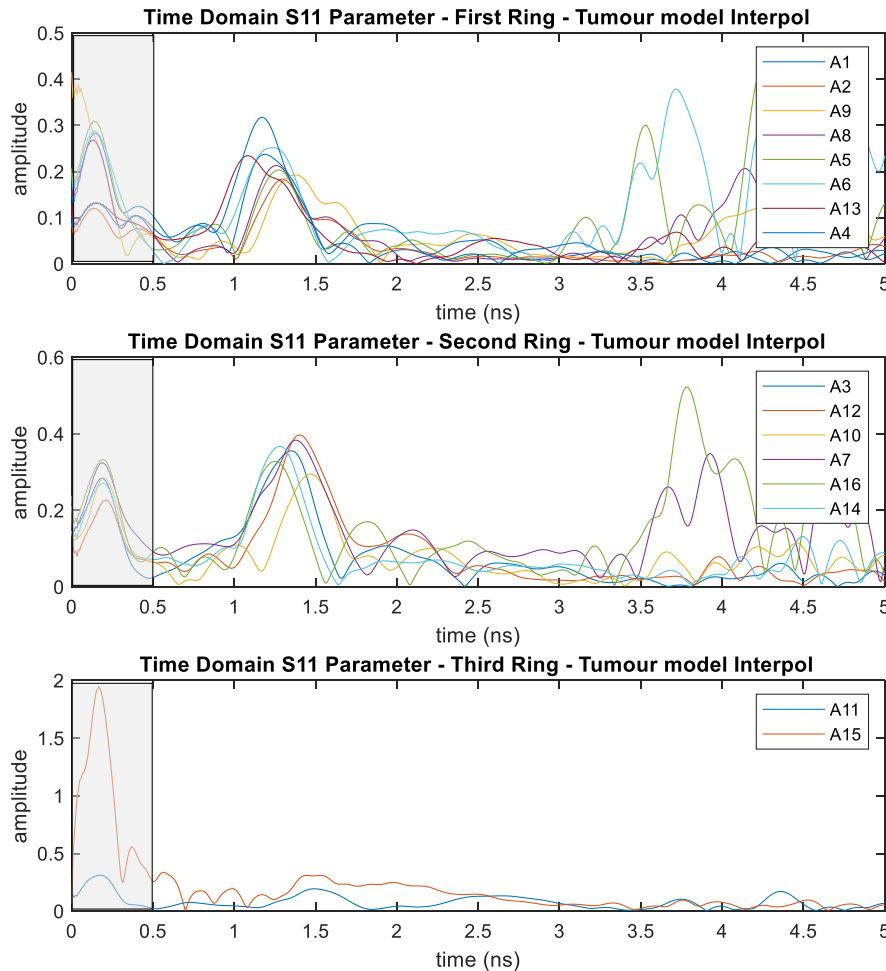 Time Domain S11 Parameter - First Ring - Tumour model Interpol
0.5
0.4
0.3
0.2
0.1
0
amplitude
A1
A2
A9
A8
A5
A6
A13
A4
0 0.5 1 1.5 2 2.5 3 3.5 4 4.5 5
time (ns)
Time Domain S11 Parameter - Second Ring - Tumour model Interpol
0.6
0.4
0.2
0
amplitude
A3
A12
A10
A7
A16
A14
0 0.5 1 1.5 2 2.5 3 3.5 4 4.5 5
time (ns)
Time Domain S11 Parameter - Third Ring - Tumour model Interpol
2
1.5
1
0.5
0
amplitude
A11
A15
0 0.5 1 1.5 2 2.5 3 3.5 4 4.5 5
time (ns)